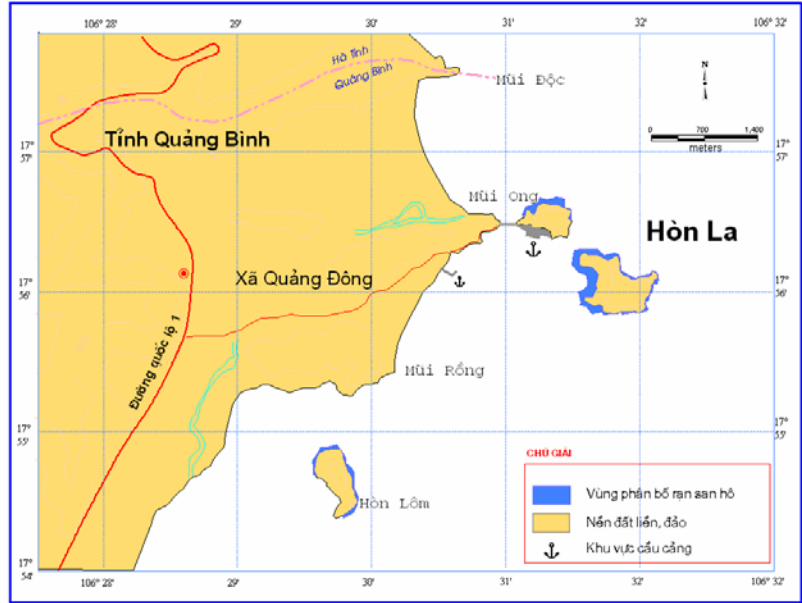 106° 28' 29' 30' 31' 106° 32'
Hà Tĩnh
Quảng Bình
Mũi Độc
N
0 700 1,400
meters
17° 57'
17° 57'
Tỉnh Quảng Bình
Mũi Ong
Hòn La
Xã Quảng Đông
17° 56'
17° 56'
Đường quốc lộ 1
Mũi Rồng
17° 55'
17° 55'
CHÚ GIẢI
Vùng phân bố rạn san hô
Nền đất liền, đảo
Khu vực cầu cảng
Hòn Lôm
17° 54'
17° 54'
106° 28' 29' 30' 31' 32'